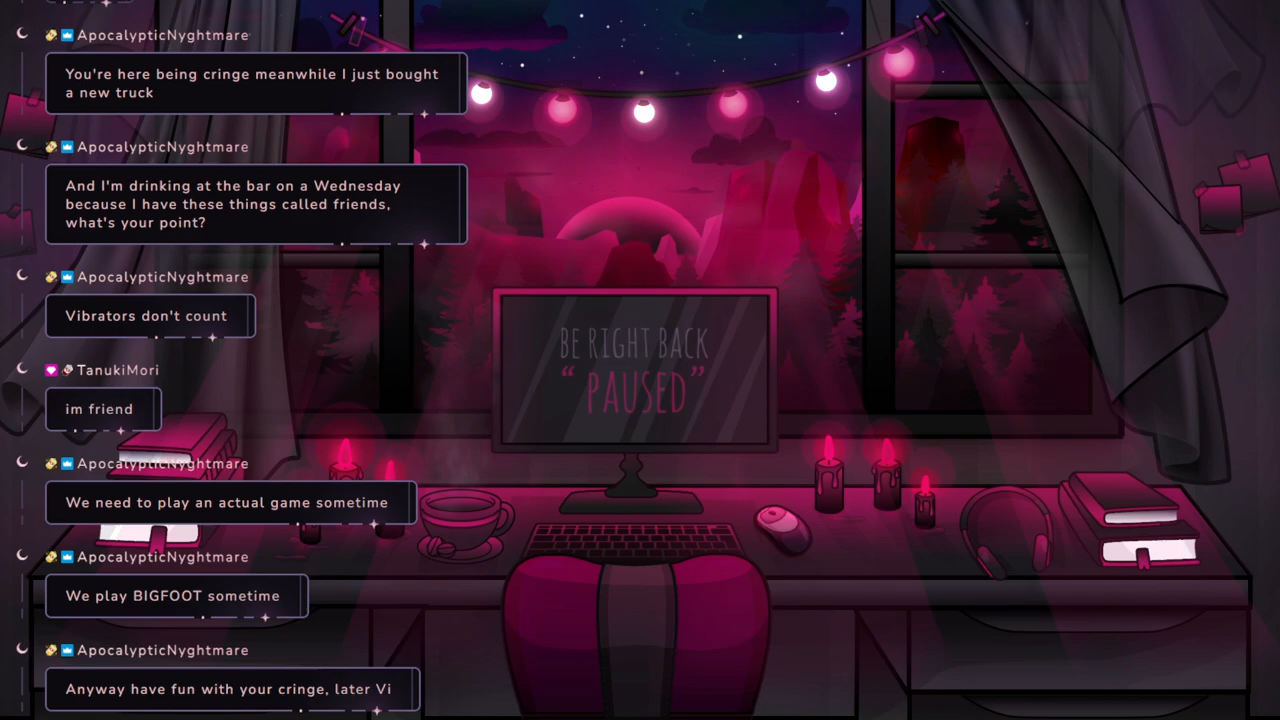 ApocalypticNyghtmare
You're here being cringe meanwhile I just bought
a new truck
ApocalypticNyghtmare
And I'm drinking at the bar on a Wednesday
because I have these things called friends,
what's your point?
ApocalypticNyghtmare
Vibrators don't count
TanukiMori
im friend
ApocalypticNyghtmare
We need to play an actual game sometime
ApocalypticNyghtmare
We play BIGFOOT sometime
ApocalypticNyghtmare
Anyway have fun with your cringe, later Vi
BE RIGHT BACK
“ PAUSED”